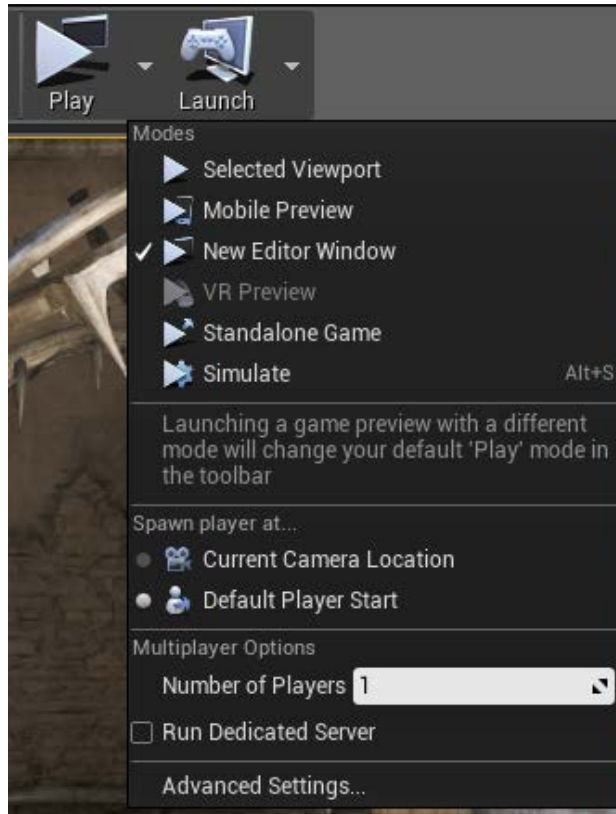 Play
Launch
Modes
Selected Viewport
Mobile Preview
New Editor Window
VR Preview
Standalone Game
Simulate Alt+S
Launching a game preview with a different
mode will change your default 'Play' mode in
the toolbar
Spawn player at...
Current Camera Location
Default Player Start
Multiplayer Options
Number of Players 1
Run Dedicated Server
Advanced Settings...